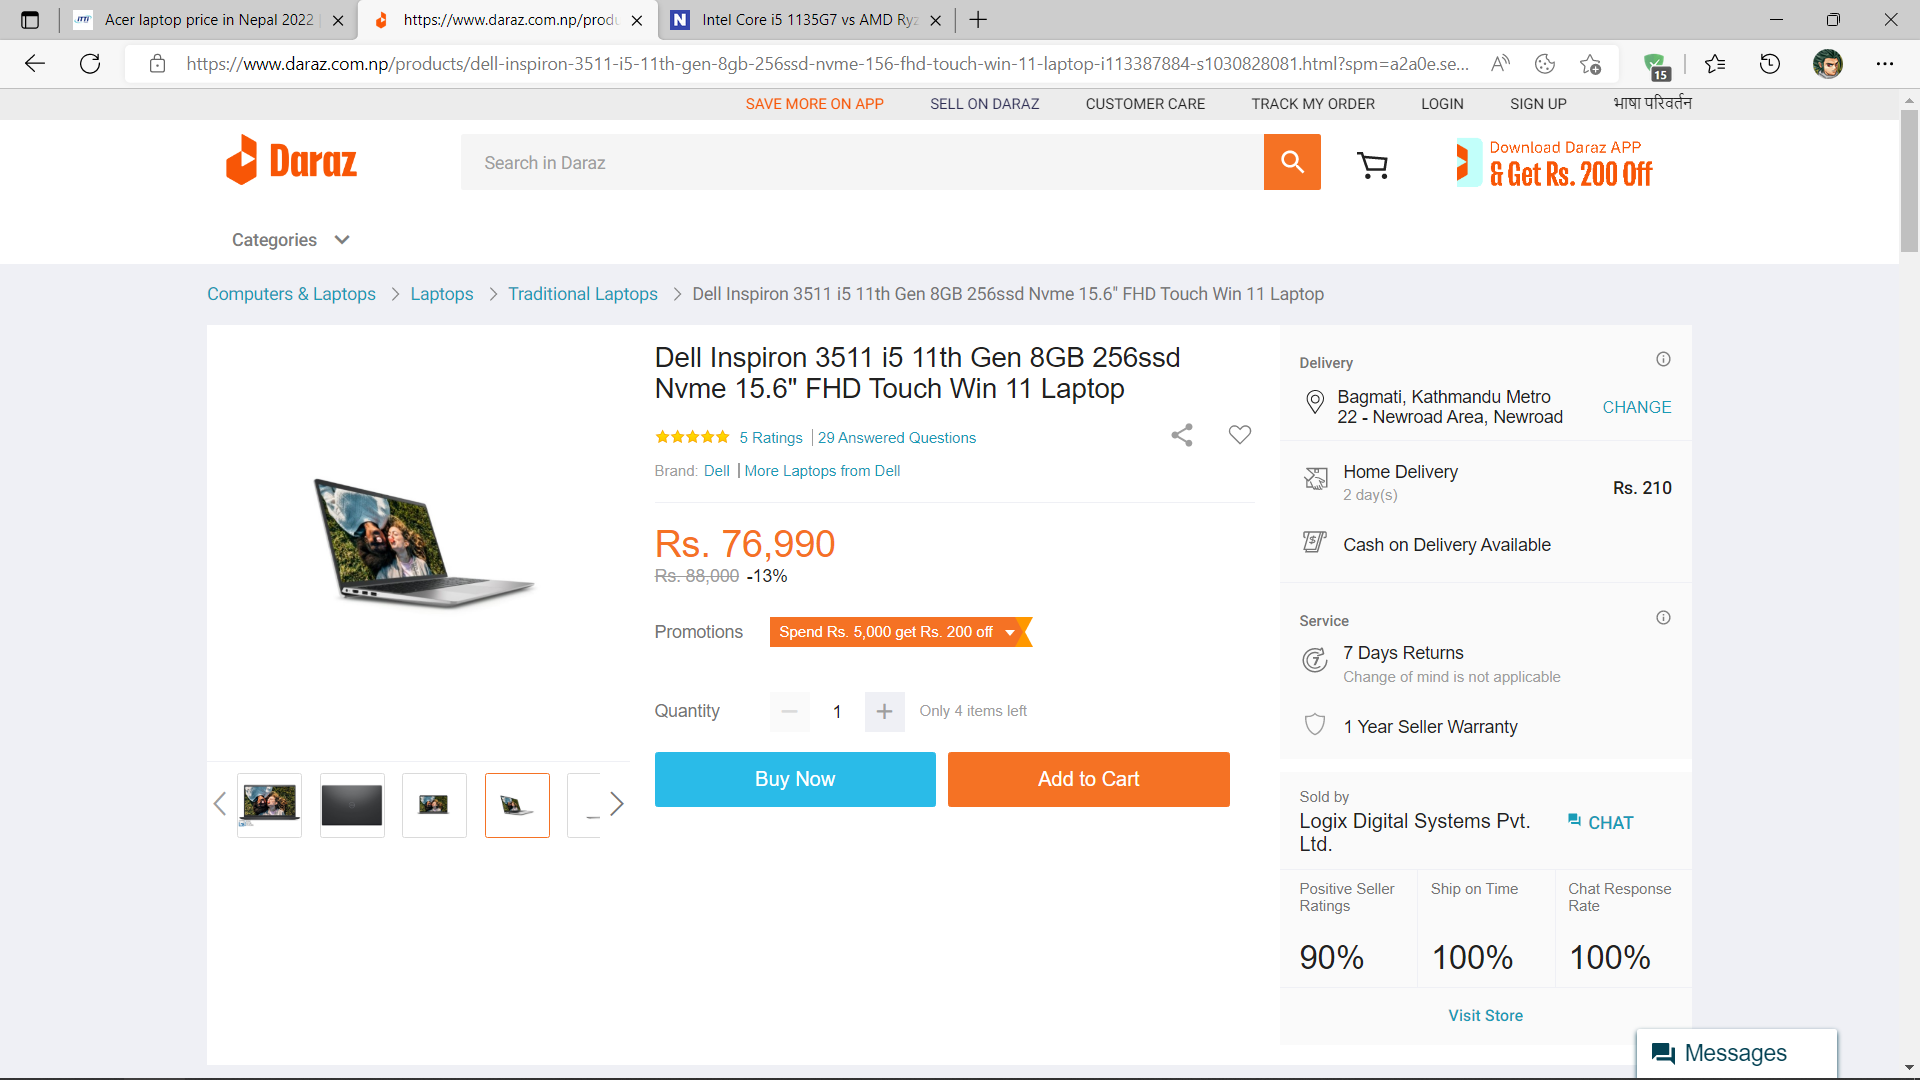 Acer laptop price in Nepal 2022
https://www.daraz.com.np/produ
Intel Core i5 1135G7 vs AMD Ryz
https://www.daraz.com.np/products/dell-inspiron-3511-i5-11th-gen-8gb-256ssd-nvme-156-fhd-touch-win-11-laptop-i113387884-s1030828081.html?spm=a2a0e.se...
15
SAVE MORE ON APP
SELL ON DARAZ
CUSTOMER CARE
TRACK MY ORDER
LOGIN
SIGN UP
भाषा परिवर्तन
Daraz
Search in Daraz
Download Daraz APP
& Get Rs. 200 Off
Categories
Computers & Laptops
Laptops
Traditional Laptops
Dell Inspiron 3511 i5 11th Gen 8GB 256ssd Nvme 15.6" FHD Touch Win 11 Laptop
Dell Inspiron 3511 i5 11th Gen 8GB 256ssd
Nvme 15.6" FHD Touch Win 11 Laptop
5 Ratings
29 Answered Questions
Brand: Dell | More Laptops from Dell
Rs. 76,990
Rs. 88,000 -13%
Promotions
Spend Rs. 5,000 get Rs. 200 off
Quantity
1
Only 4 items left
Buy Now
Add to Cart
Delivery
Bagmati, Kathmandu Metro
22 - Newroad Area, Newroad
CHANGE
Home Delivery
2 day(s)
Rs. 210
Cash on Delivery Available
Service
7 Days Returns
Change of mind is not applicable
1 Year Seller Warranty
Sold by
Logix Digital Systems Pvt.
Ltd.
CHAT
Positive Seller
Ratings
90%
Ship on Time
100%
Chat Response
Rate
100%
Visit Store
Messages